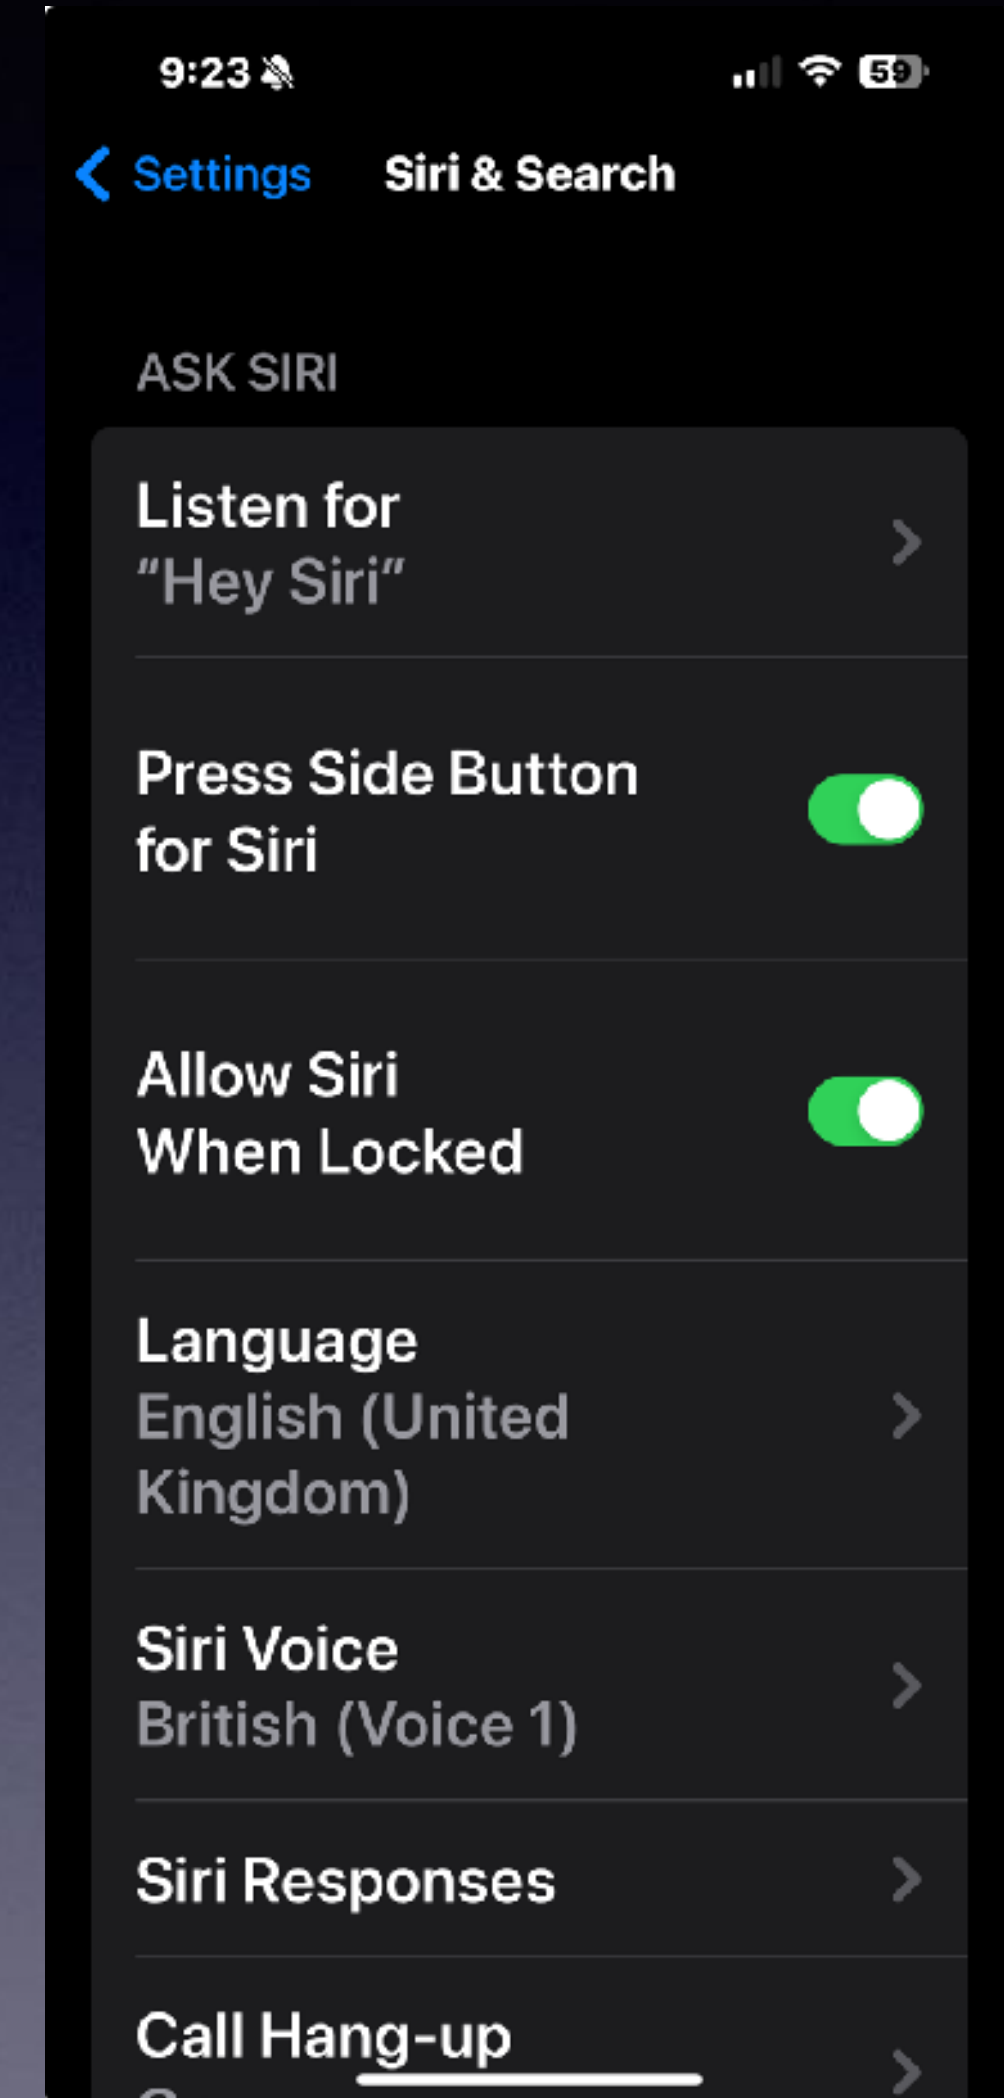 9:23
59
Settings
Siri & Search
ASK SIRI
Listen for
“Hey Siri”
Press Side Button
for Siri
Allow Siri
When Locked
Language
English (United
Kingdom)
Siri Voice
British (Voice 1)
Siri Responses
Call Hang-up